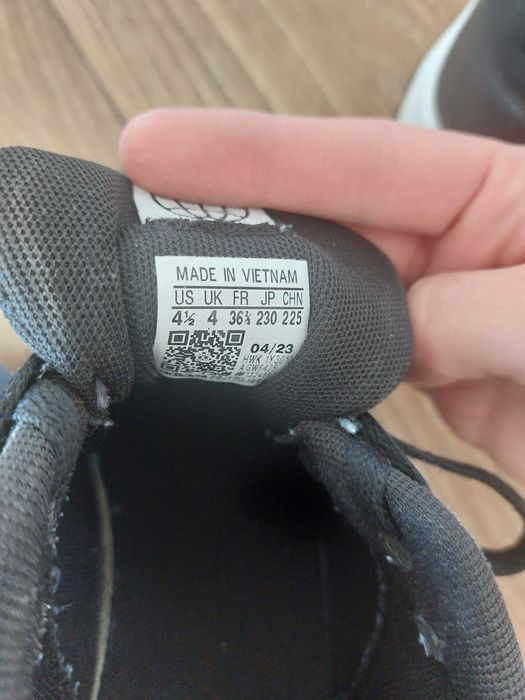 MADE IN VIETNAM
US UK FR JP CHN
4½ 4 36⅔ 230 225
04/23